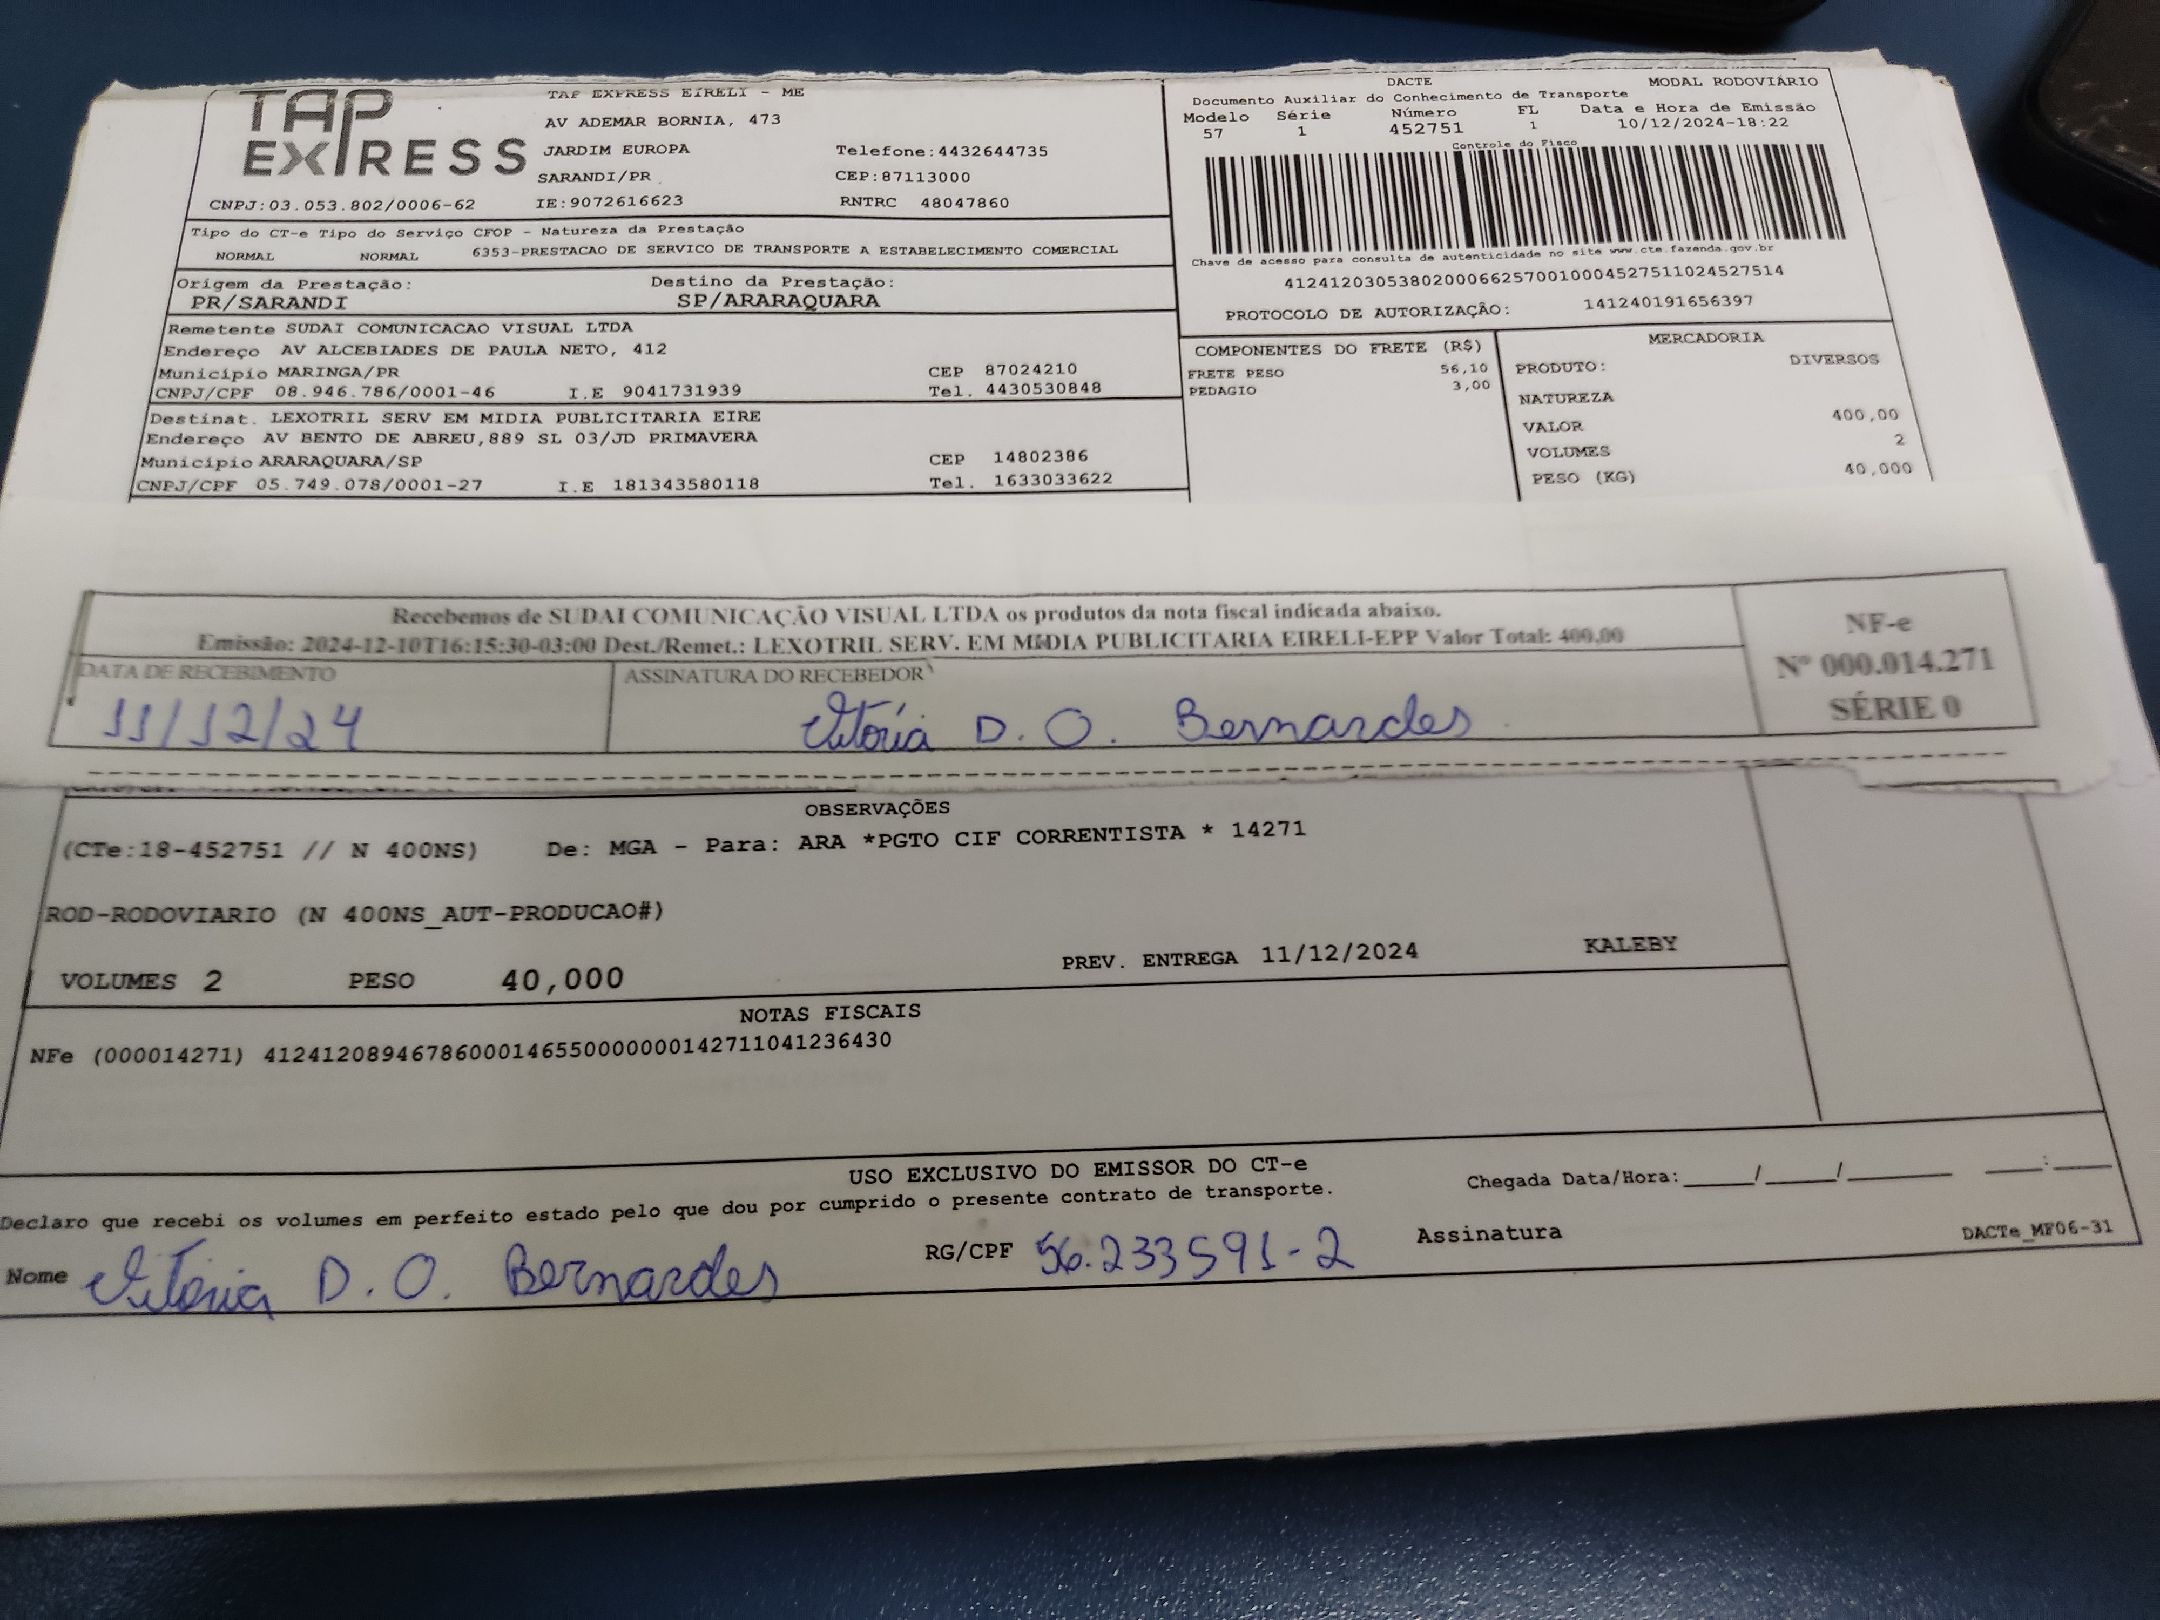 TAP EXPRESS
TAP EXPRESS EIRELI - ME
AV ADEMAR BORNIA, 473
JARDIM EUROPA Telefone:4432644735
SARANDI/PR CEP:87113000
CNPJ:03.053.802/0006-62 IE:9072616623 RNTRC 48047860
Tipo do CT-e Tipo do Serviço CFOP - Natureza da Prestação
NORMAL NORMAL 6353-PRESTACAO DE SERVICO DE TRANSPORTE A ESTABELECIMENTO COMERCIAL
Origem da Prestação: Destino da Prestação:
PR/SARANDI SP/ARARAQUARA
Remetente SUDAI COMUNICACAO VISUAL LTDA
Endereço AV ALCEBIADES DE PAULA NETO, 412
Município MARINGA/PR CEP 87024210
CNPJ/CPF 08.946.786/0001-46 I.E 9041731939 Tel. 4430530848
Destinat. LEXOTRIL SERV EM MIDIA PUBLICITARIA EIRE
Endereço AV BENTO DE ABREU,889 SL 03/JD PRIMAVERA
Município ARARAQUARA/SP CEP 14802386
CNPJ/CPF 05.749.078/0001-27 I.E 181343580118 Tel. 1633033622
DACTE MODAL RODOVIÁRIO
Documento Auxiliar do Conhecimento de Transporte
Modelo Série Número FL Data e Hora de Emissão
57 1 452751 1 10/12/2024-18:22
Controle do Fisco
Chave de acesso para consulta de autenticidade no site www.cte.fazenda.gov.br
41241203053802000662570010004527511024527514
PROTOCOLO DE AUTORIZAÇÃO: 141240191656397
COMPONENTES DO FRETE (R$)
FRETE PESO 56,10
PEDAGIO 3,00
MERCADORIA
PRODUTO: DIVERSOS
NATUREZA
VALOR 400,00
VOLUMES 2
PESO (KG) 40,000
Recebemos de SUDAI COMUNICAÇÃO VISUAL LTDA os produtos da nota fiscal indicada abaixo.
Emissão: 2024-12-10T16:15:30-03:00 Dest./Remet.: LEXOTRIL SERV. EM MIDIA PUBLICITARIA EIRELI-EPP Valor Total: 400,00
DATA DE RECEBIMENTO ASSINATURA DO RECEBEDOR
11/12/24 Vitória D. O. Bernardes
NF-e
Nº 000.014.271
SÉRIE 0
OBSERVAÇÕES
(CTe:18-452751 // N 400NS) De: MGA - Para: ARA *PGTO CIF CORRENTISTA * 14271
ROD-RODOVIARIO (N 400NS_AUT-PRODUCAO#)
VOLUMES 2 PESO 40,000 PREV. ENTREGA 11/12/2024 KALEBY
NOTAS FISCAIS
NFe (000014271) 41241208946786000146550000000142711041236430
USO EXCLUSIVO DO EMISSOR DO CT-e
Declaro que recebi os volumes em perfeito estado pelo que dou por cumprido o presente contrato de transporte.
Chegada Data/Hora:_____/_____/_______ ____:____
Nome Vitória D. O. Bernardes RG/CPF 56.233591-2 Assinatura
DACTe_MF06-31